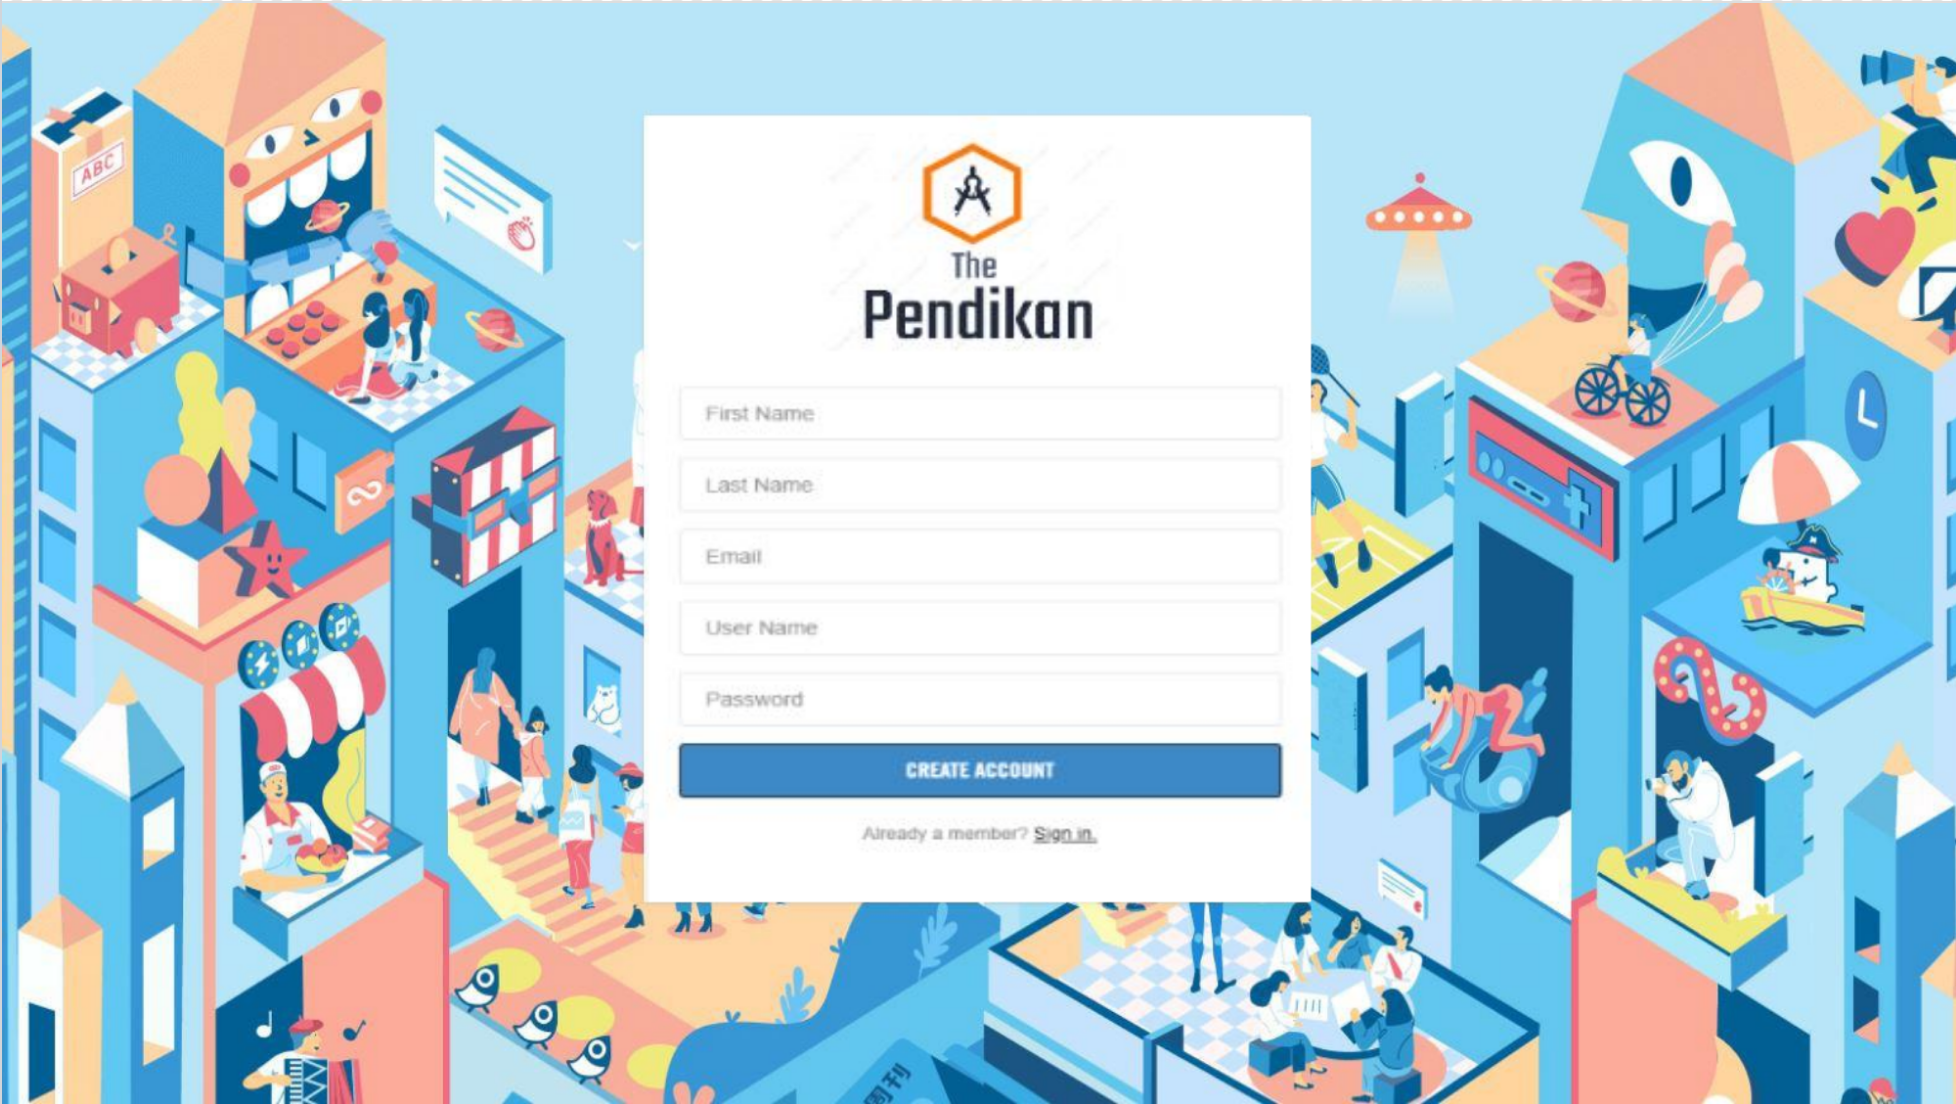 ABC
The
Pendikan
First Name
Last Name
Email
User Name
Password
CREATE ACCOUNT
Already a member? Sign in.
周刊